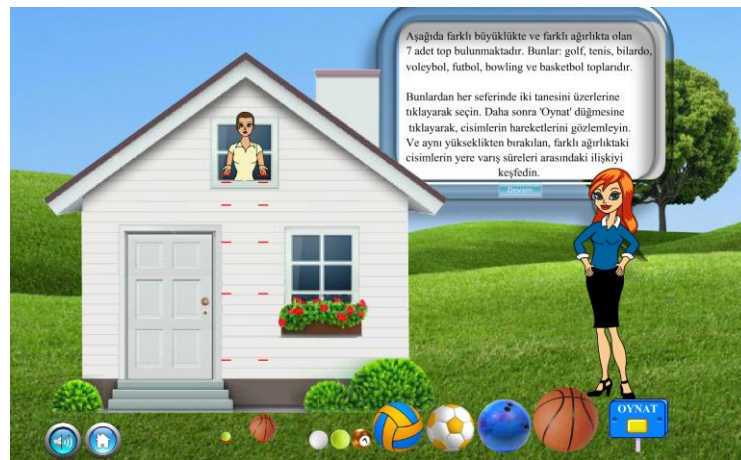 Aşağıda farklı büyüklükte ve farklı ağırlıkta olan
7 adet top bulunmaktadır. Bunlar: golf, tenis, bilardo,
voleybol, futbol, bowling ve basketbol toplarıdır.
Bunlardan her seferinde iki tanesini üzerlerine
tıklayarak seçin. Daha sonra 'Oynat' düğmesine
tıklayarak, cisimlerin hareketlerini gözlemleyin.
Ve aynı yükseklikten bırakılan, farklı ağırlıktaki
cisimlerin yere varış süreleri arasındaki ilişkiyi
keşfedin.
Devam
OYNAT